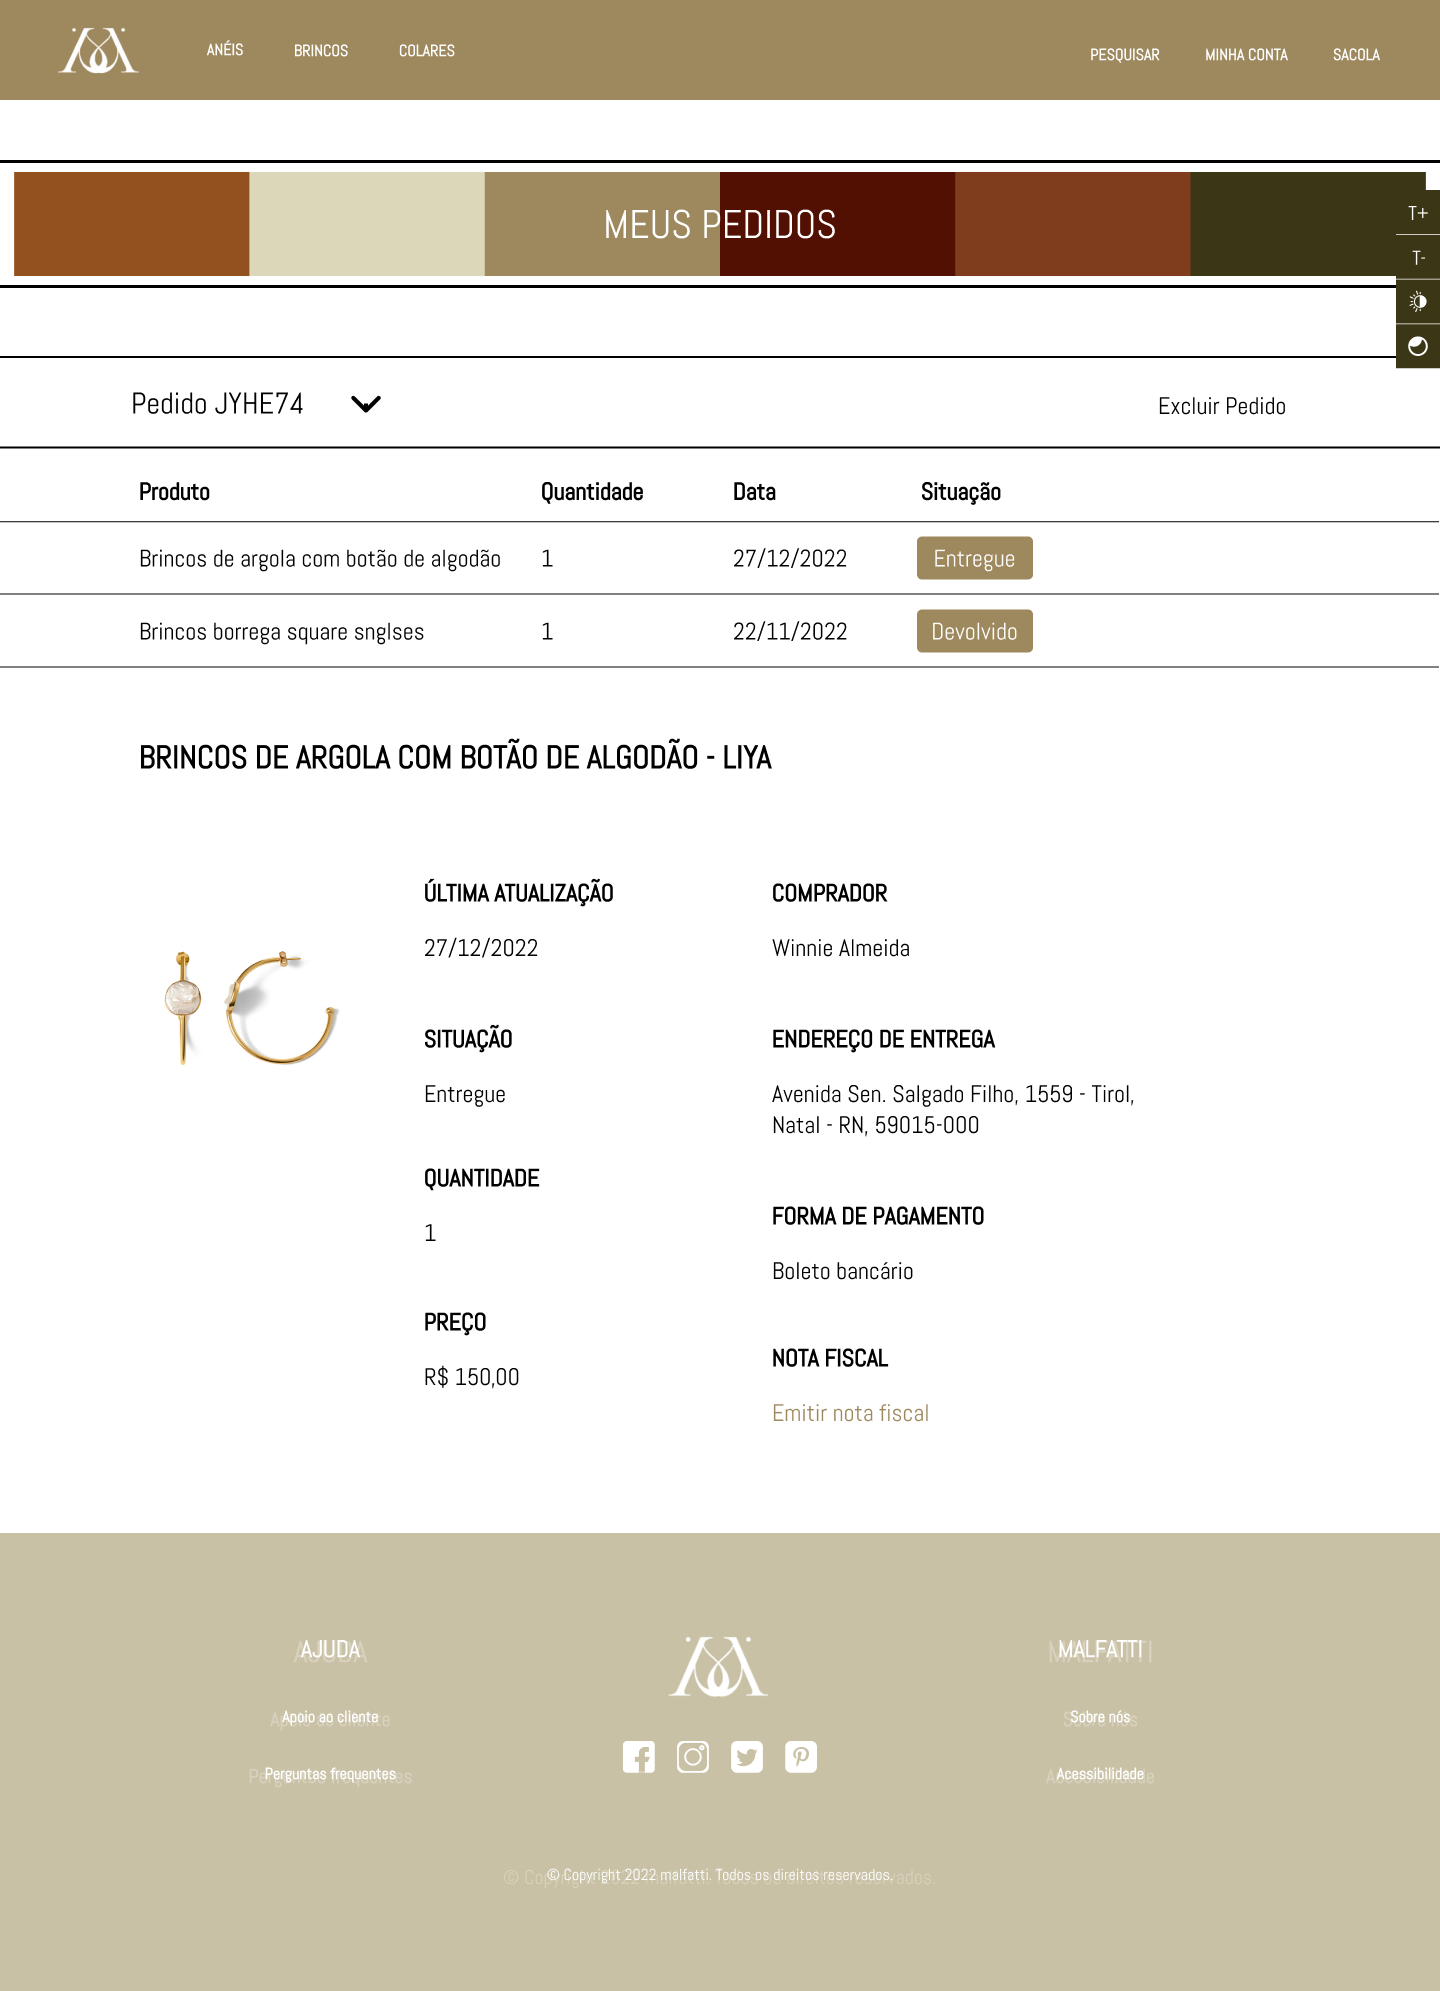 ANÉIS BRINCOS COLARES PESQUISAR MINHA CONTA SACOLA
MEUS PEDIDOS
T+
T-
Pedido JYHE74 Excluir Pedido
Produto Quantidade Data Situação
Brincos de argola com botão de algodão 1 27/12/2022 Entregue
Brincos borrega square snglses 1 22/11/2022 Devolvido
BRINCOS DE ARGOLA COM BOTÃO DE ALGODÃO - LIYA
ÚLTIMA ATUALIZAÇÃO
27/12/2022
SITUAÇÃO
Entregue
QUANTIDADE
1
PREÇO
R$ 150,00
COMPRADOR
Winnie Almeida
ENDEREÇO DE ENTREGA
Avenida Sen. Salgado Filho, 1559 - Tirol,
Natal - RN, 59015-000
FORMA DE PAGAMENTO
Boleto bancário
NOTA FISCAL
Emitir nota fiscal
AJUDA
Apoio ao cliente
Perguntas frequentes
MALFATTI
Sobre nós
Acessibilidade
© Copyright 2022 malfatti. Todos os direitos reservados.